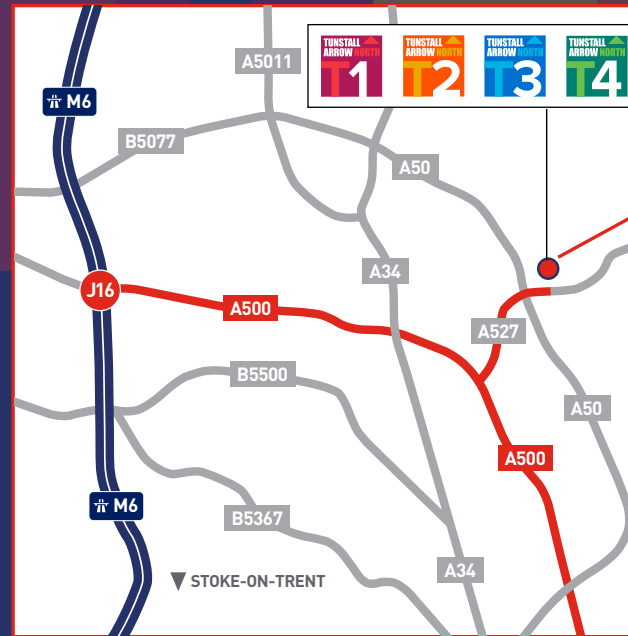 TUNSTALL
ARROW NORTH
T1
TUNSTALL
ARROW NORTH
T2
TUNSTALL
ARROW NORTH
T3
TUNSTALL
ARROW NORTH
T4
A5011
M6
B5077
A50
A34
J16
A500
A527
B5500
A50
A500
M6
B5367
A34
STOKE-ON-TRENT